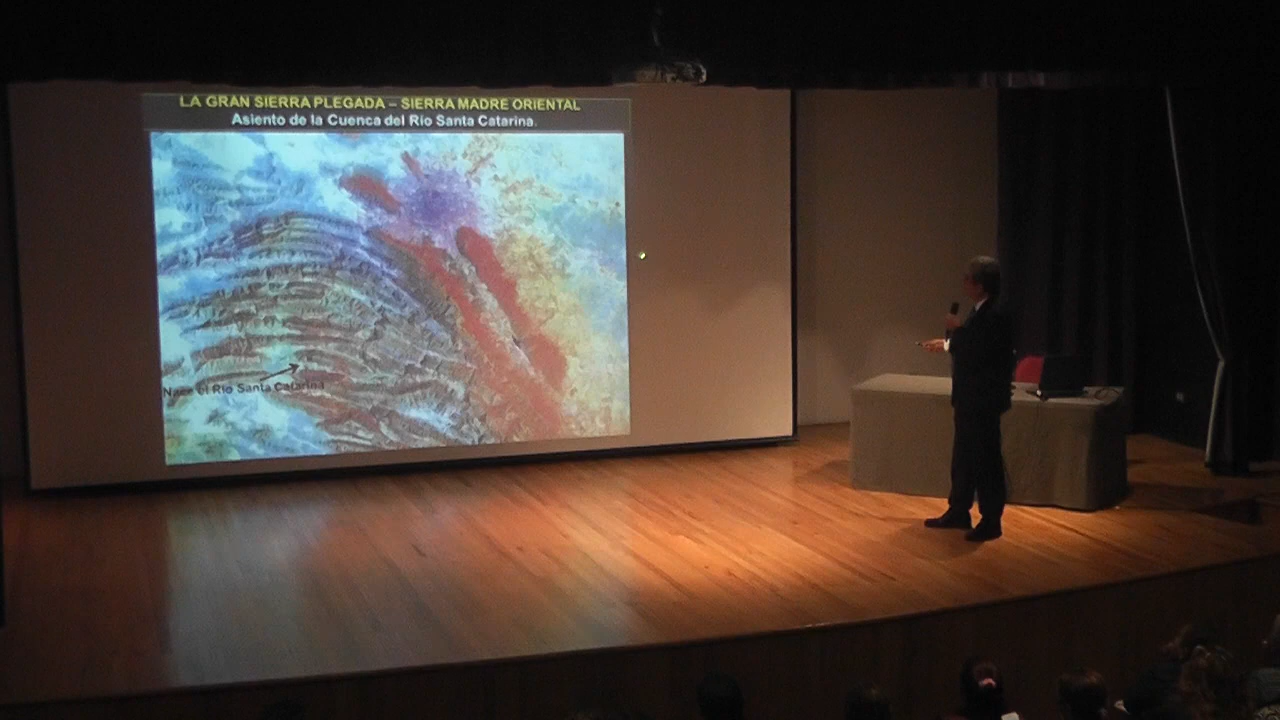 LA GRAN SIERRA PLEGADA – SIERRA MADRE ORIENTAL
Asiento de la Cuenca del Río Santa Catarina.
Nace el Río Santa Catarina